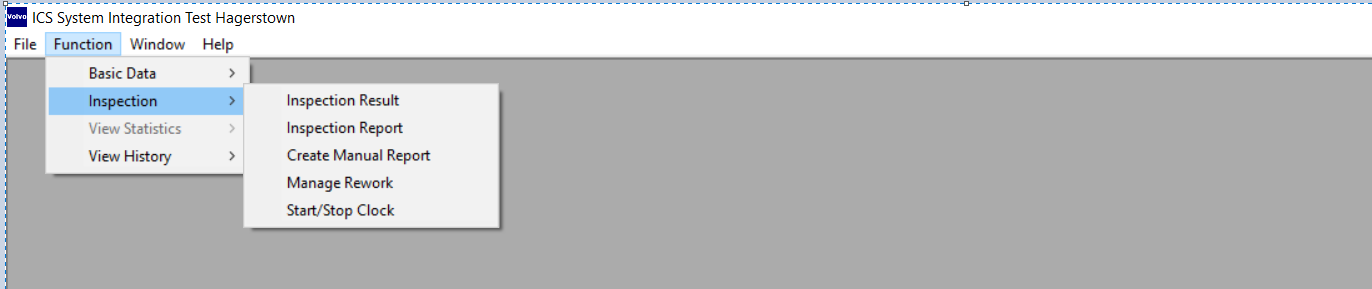 Volvo ICS System Integration Test Hagerstown
File Function Window Help
Basic Data
Inspection
View Statistics
View History
Inspection Result
Inspection Report
Create Manual Report
Manage Rework
Start/Stop Clock